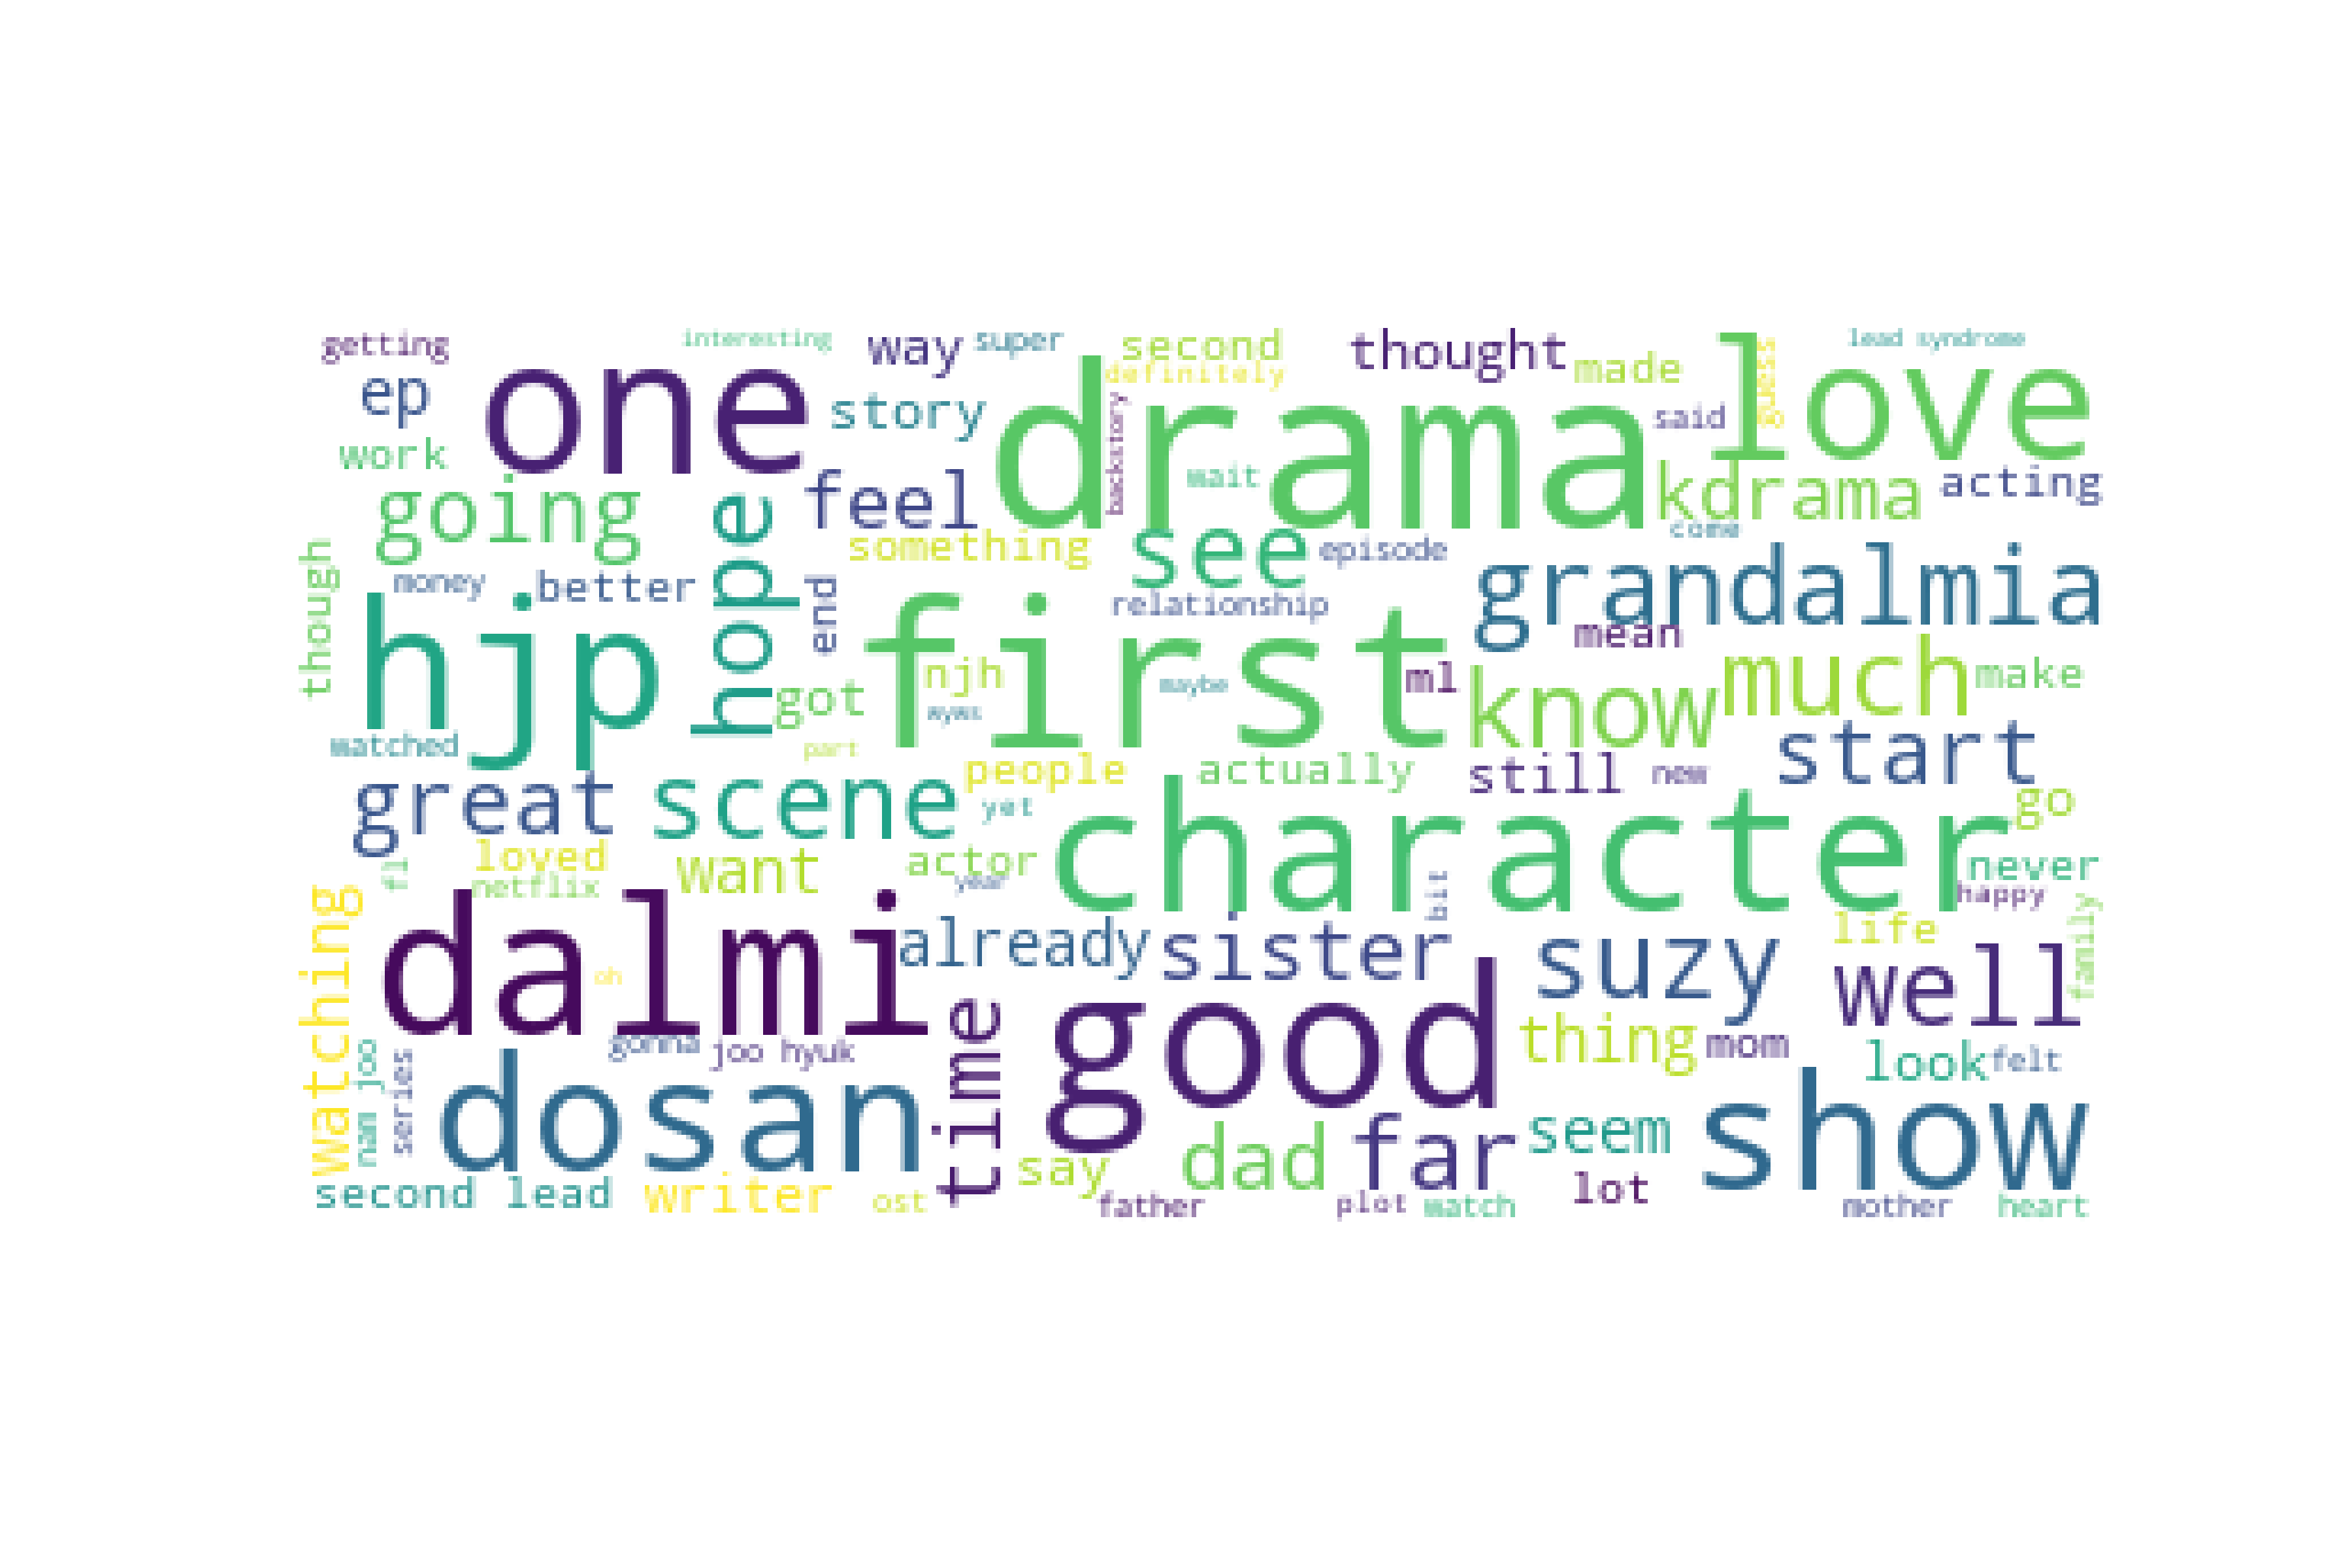 getting interesting way super second thought lead syndrome
ep one story definitely drama made said guess love
work backstory wait kdrama acting
going hope feel something see episode come
though money better end relationship grandalmia
hjp first mean
got njh maybe ml know much make
watched part people actually still new start
great scene yet character go
fl loved netflix want actor year bit never happy
watching dalmi oh already sister suzy life well family
nam joo series gonna joo hyuk time good thing mom look felt
dosan say dad far seem show
second lead writer ost father plot watch lot mother heart